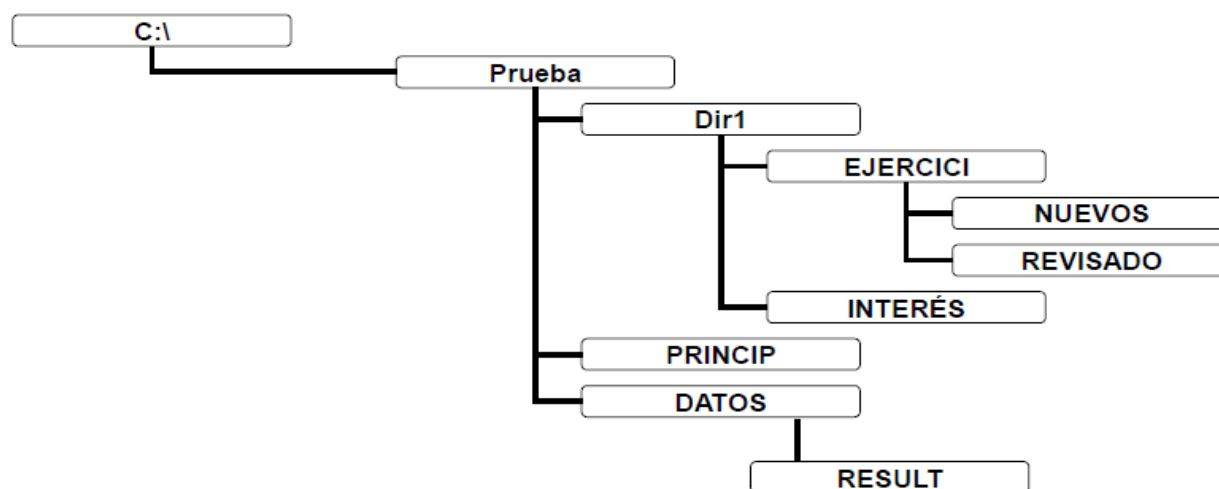 C:\
Prueba
Dir1
EJERCICI
NUEVOS
REVISADO
INTERÉS
PRINCIP
DATOS
RESULT